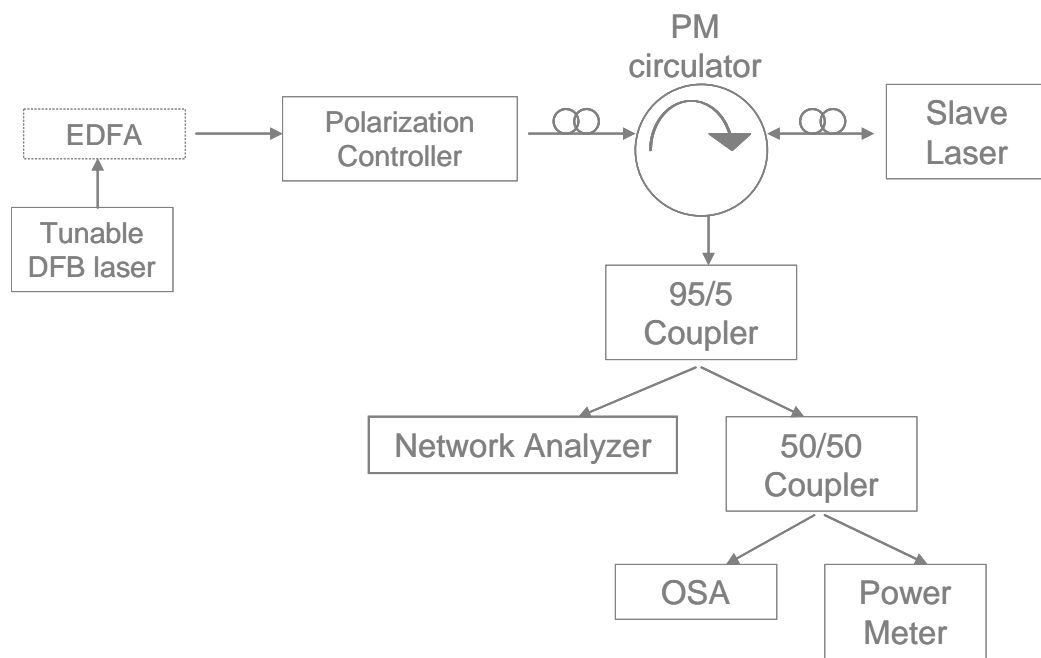 PM
circulator
EDFA
Polarization
Controller
Slave
Laser
Tunable
DFB laser
95/5
Coupler
Network Analyzer
50/50
Coupler
OSA
Power
Meter